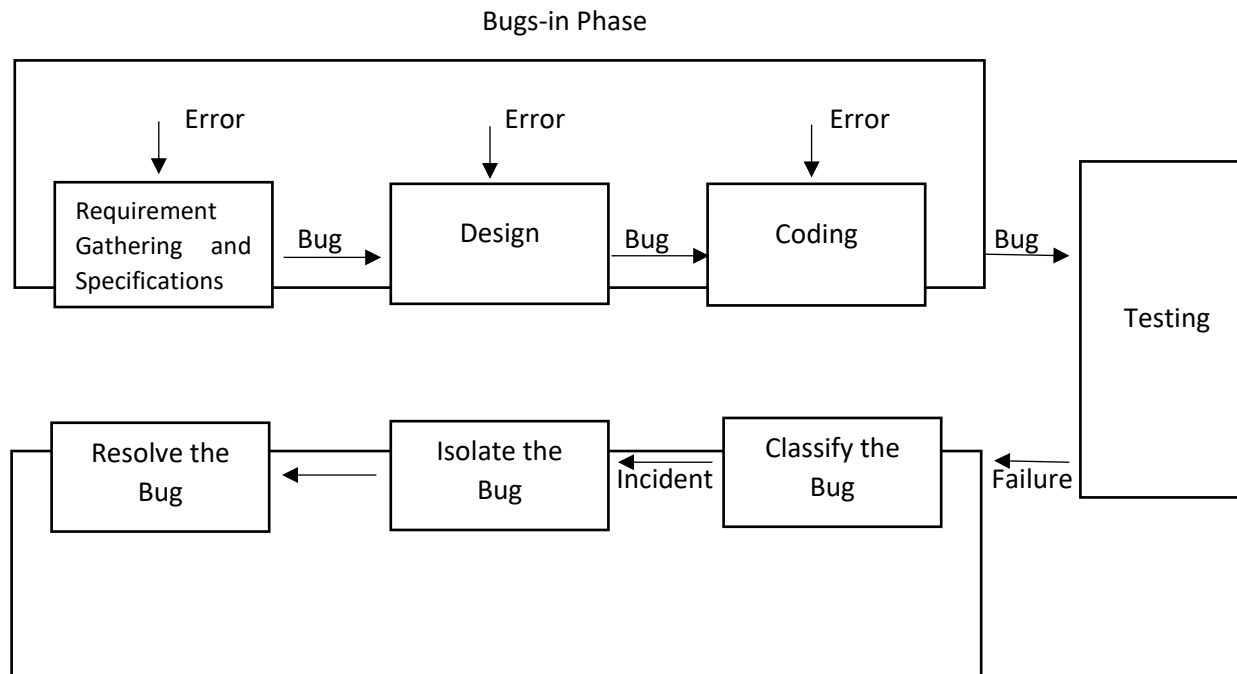 Bugs-in Phase
Error
Error
Error
Requirement
Gathering and
Specifications
Bug
Design
Bug
Coding
Bug
Testing
Resolve the
Bug
Isolate the
Bug
Incident
Classify the
Bug
Failure